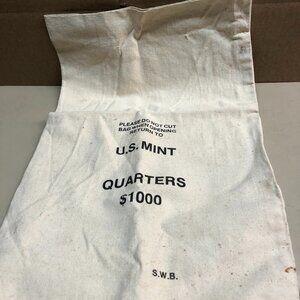 PLEASE DO NOT CUT
BAG WHEN OPENING
RETURN TO
U.S. MINT
QUARTERS
$1000
S.W.B.